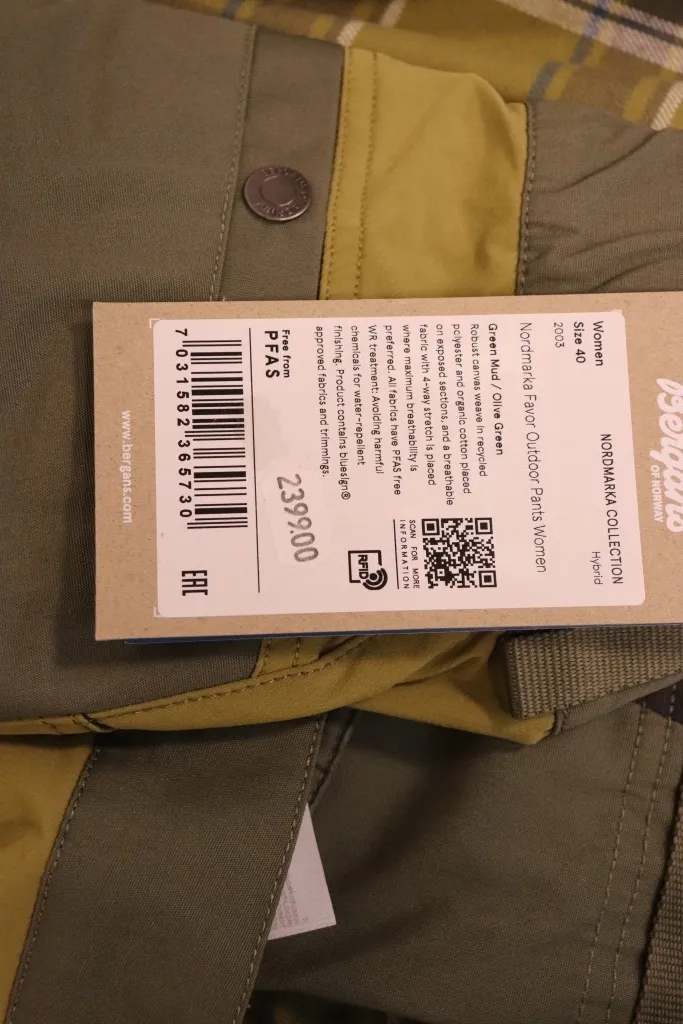 Bergans
OF NORWAY
NORDMARKA COLLECTION
Hybrid
Women
Size 40
2003
Nordmarka Favor Outdoor Pants Women
Green Mud / Olive Green
Robust canvas weave in recycled
polyester and organic cotton placed
on exposed sections, and a breathable
fabric with 4-way stretch is placed
where maximum breathability is
preferred. All fabrics have PFAS free
WR treatment: Avoiding harmful
chemicals for water-repellent
finishing. Product contains bluesign®
approved fabrics and trimmings.
SCAN FOR MORE
INFORMATION
RFID
2399.00
Free from
PFAS
7 031582 365730
EAC
www.bergans.com